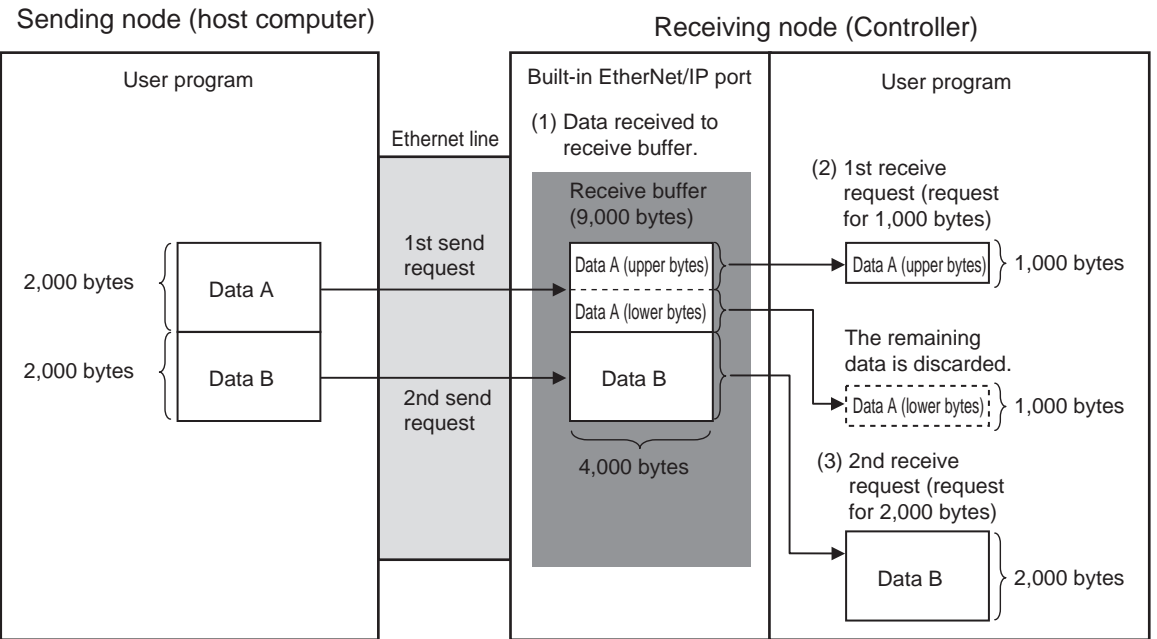 Sending node (host computer)
Receiving node (Controller)
User program
Built-in EtherNet/IP port
User program
Ethernet line
(1) Data received to
receive buffer.
Receive buffer
(9,000 bytes)
(2) 1st receive
request (request
for 1,000 bytes)
1st send
request
2,000 bytes
Data A
Data A (upper bytes)
Data A (lower bytes)
Data A (upper bytes)
1,000 bytes
The remaining
data is discarded.
2,000 bytes
Data B
2nd send
request
Data B
Data A (lower bytes)
1,000 bytes
4,000 bytes
(3) 2nd receive
request (request
for 2,000 bytes)
Data B
2,000 bytes